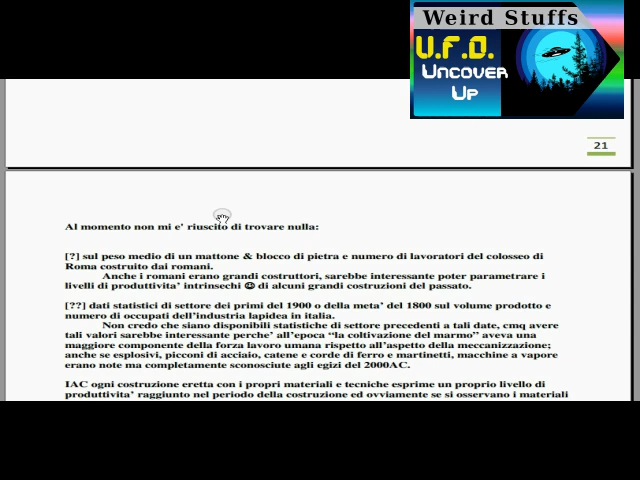 Weird Stuffs
U.F.O.
Uncover
Up
21
Al momento non mi e' riuscito di trovare nulla:
[?] sul peso medio di un mattone & blocco di pietra e numero di lavoratori del colosseo di
Roma costruito dai romani.
Anche i romani erano grandi costruttori, sarebbe interessante poter parametrare i
livelli di produttivita' intrinsechi ☺ di alcuni grandi costruzioni del passato.
[??] dati statistici di settore dei primi del 1900 o della meta' del 1800 sul volume prodotto e
numero di occupati dell'industria lapidea in italia.
Non credo che siano disponibili statistiche di settore precedenti a tali date, cmq avere
tali valori sarebbe interessante perche' all'epoca "la coltivazione del marmo" aveva una
maggiore componente della forza lavoro umana rispetto all'aspetto della meccanizzazione;
anche se esplosivi, picconi di acciaio, catene e corde di ferro e martinetti, macchine a vapore
erano note ma completamente sconosciute agli egizi del 2000AC.
IAC ogni costruzione eretta con i propri materiali e tecniche esprime un proprio livello di
produttivita' raggiunto nel periodo della costruzione ed ovviamente se si osservano i materiali